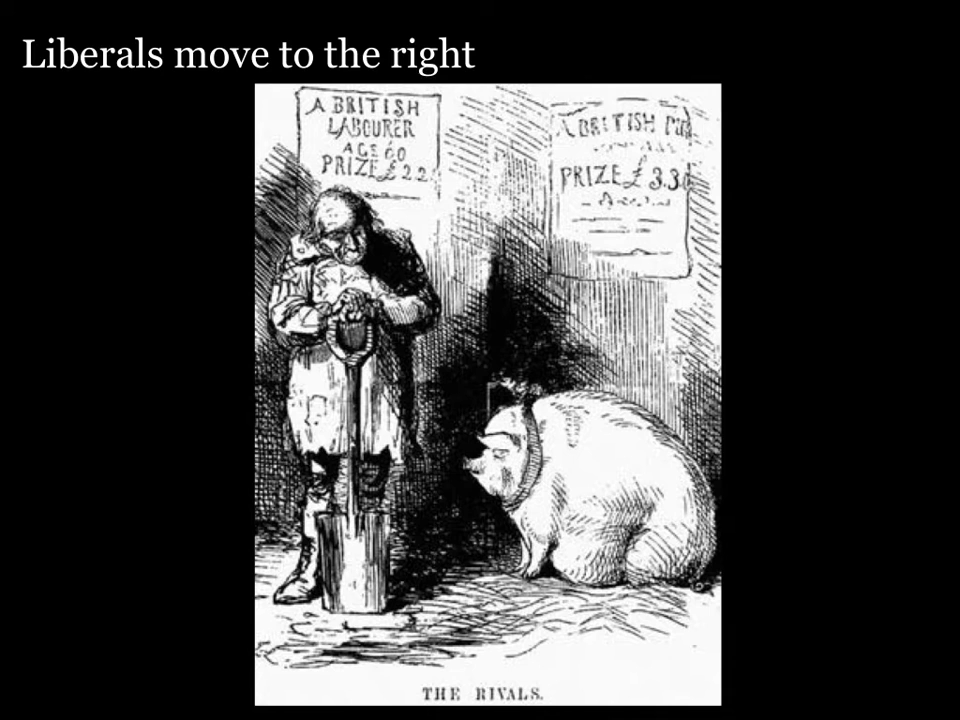 Liberals move to the right
A BRITISH
LABOURER
AGE 60
PRIZE £ 2 2
A BRITISH PIG
PRIZE £ 3.3
THE RIVALS.